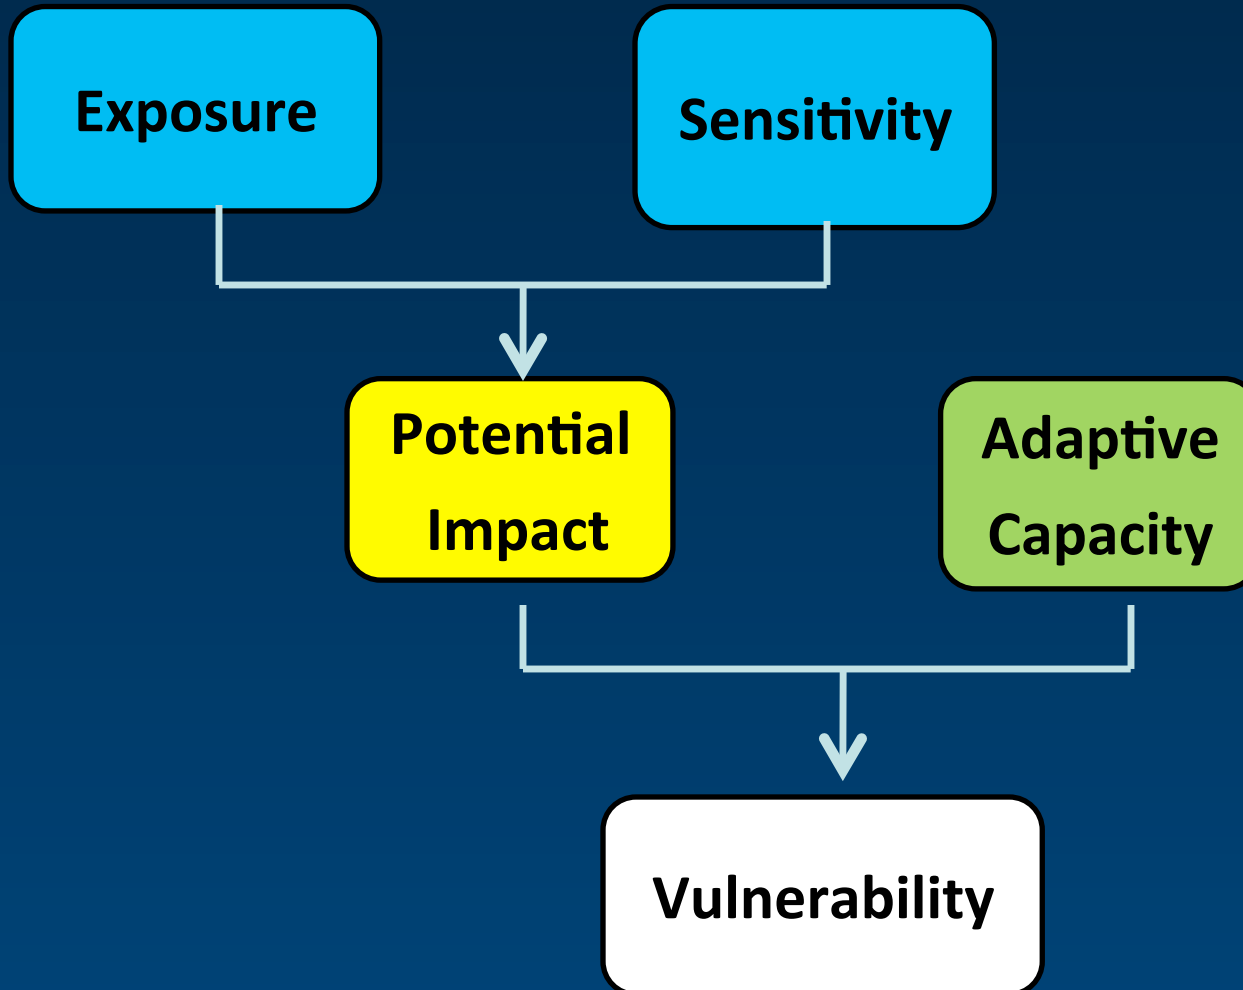 Exposure
Sensitivity
Potential
Impact
Adaptive
Capacity
Vulnerability